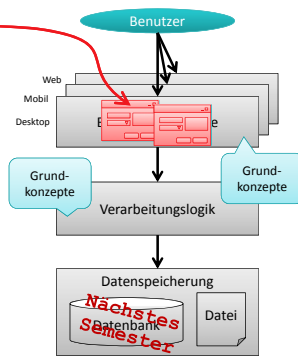 Benutzer
Web
Mobil
Desktop
Grund-
konzepte
Grund-
konzepte
Verarbeitungslogik
Datenspeicherung
Nächstes
Semester
Datenbank
Datei